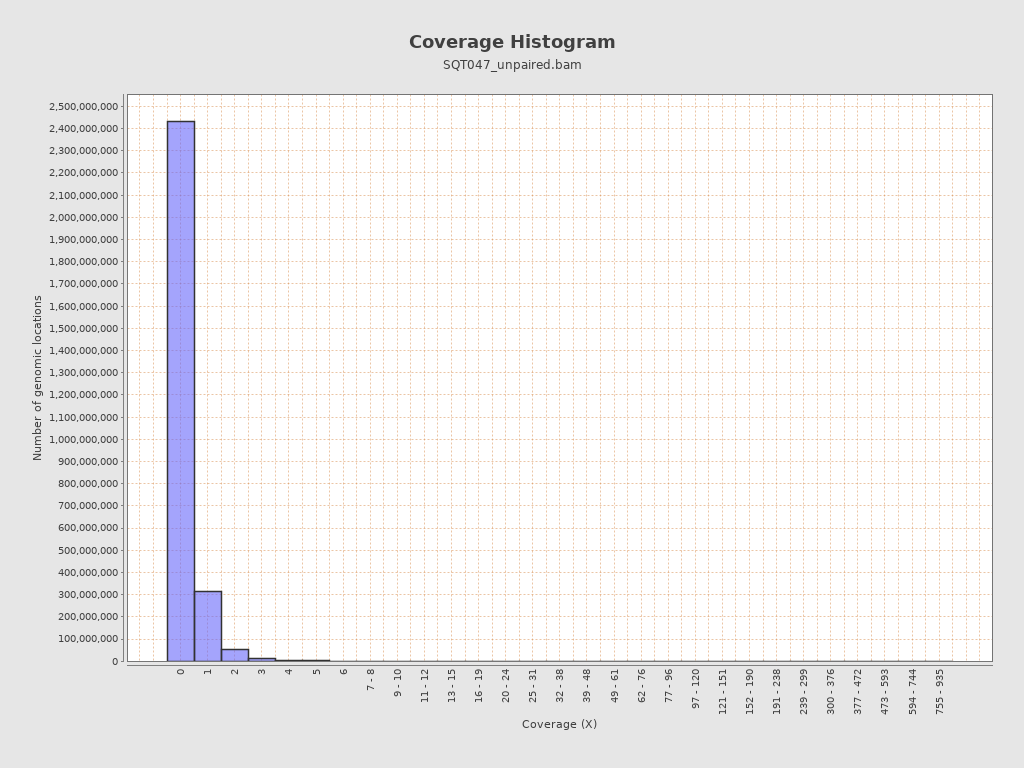 Coverage Histogram
SQT047_unpaired.bam
Number of genomic locations
2,500,000,000
2,400,000,000
2,300,000,000
2,200,000,000
2,100,000,000
2,000,000,000
1,900,000,000
1,800,000,000
1,700,000,000
1,600,000,000
1,500,000,000
1,400,000,000
1,300,000,000
1,200,000,000
1,100,000,000
1,000,000,000
900,000,000
800,000,000
700,000,000
600,000,000
500,000,000
400,000,000
300,000,000
200,000,000
100,000,000
0
0
1
2
3
4
5
6
7 - 8
9 - 10
11 - 12
13 - 15
16 - 19
20 - 24
25 - 31
32 - 38
39 - 48
49 - 61
62 - 76
77 - 96
97 - 120
121 - 151
152 - 190
191 - 238
239 - 299
300 - 376
377 - 472
473 - 593
594 - 744
755 - 935
Coverage (X)